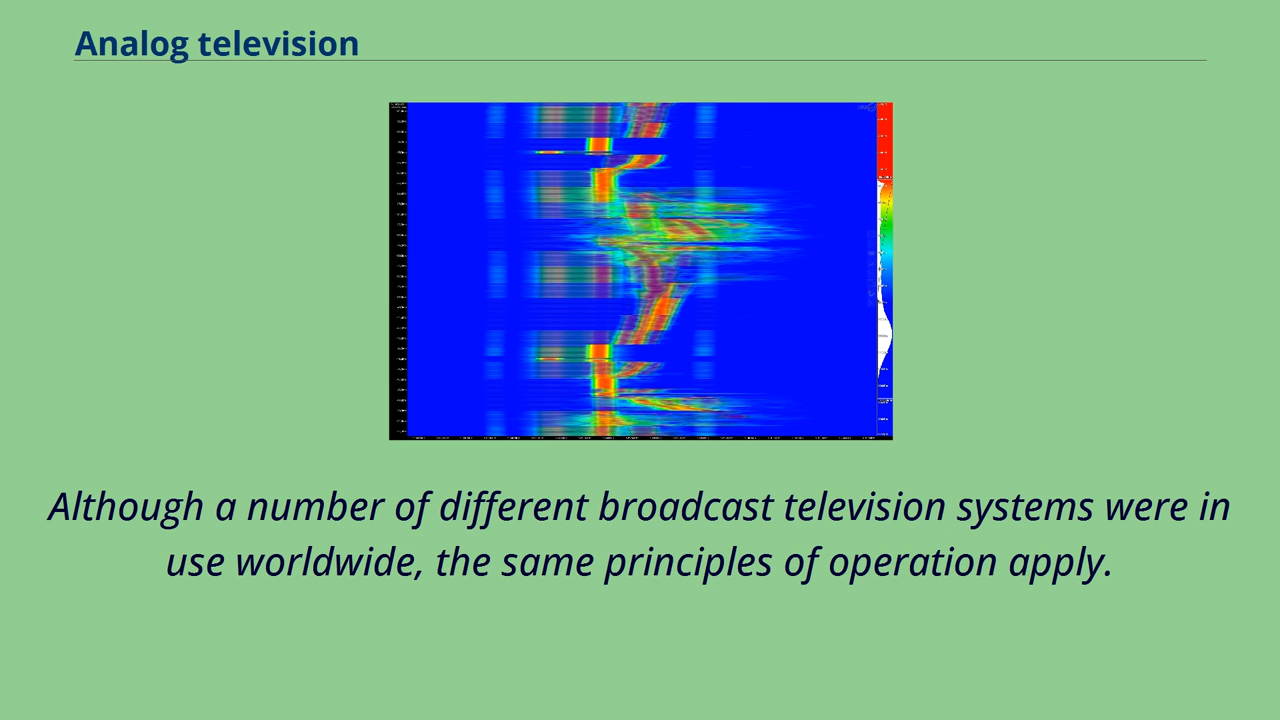 Analog television
Although a number of different broadcast television systems were in
use worldwide, the same principles of operation apply.